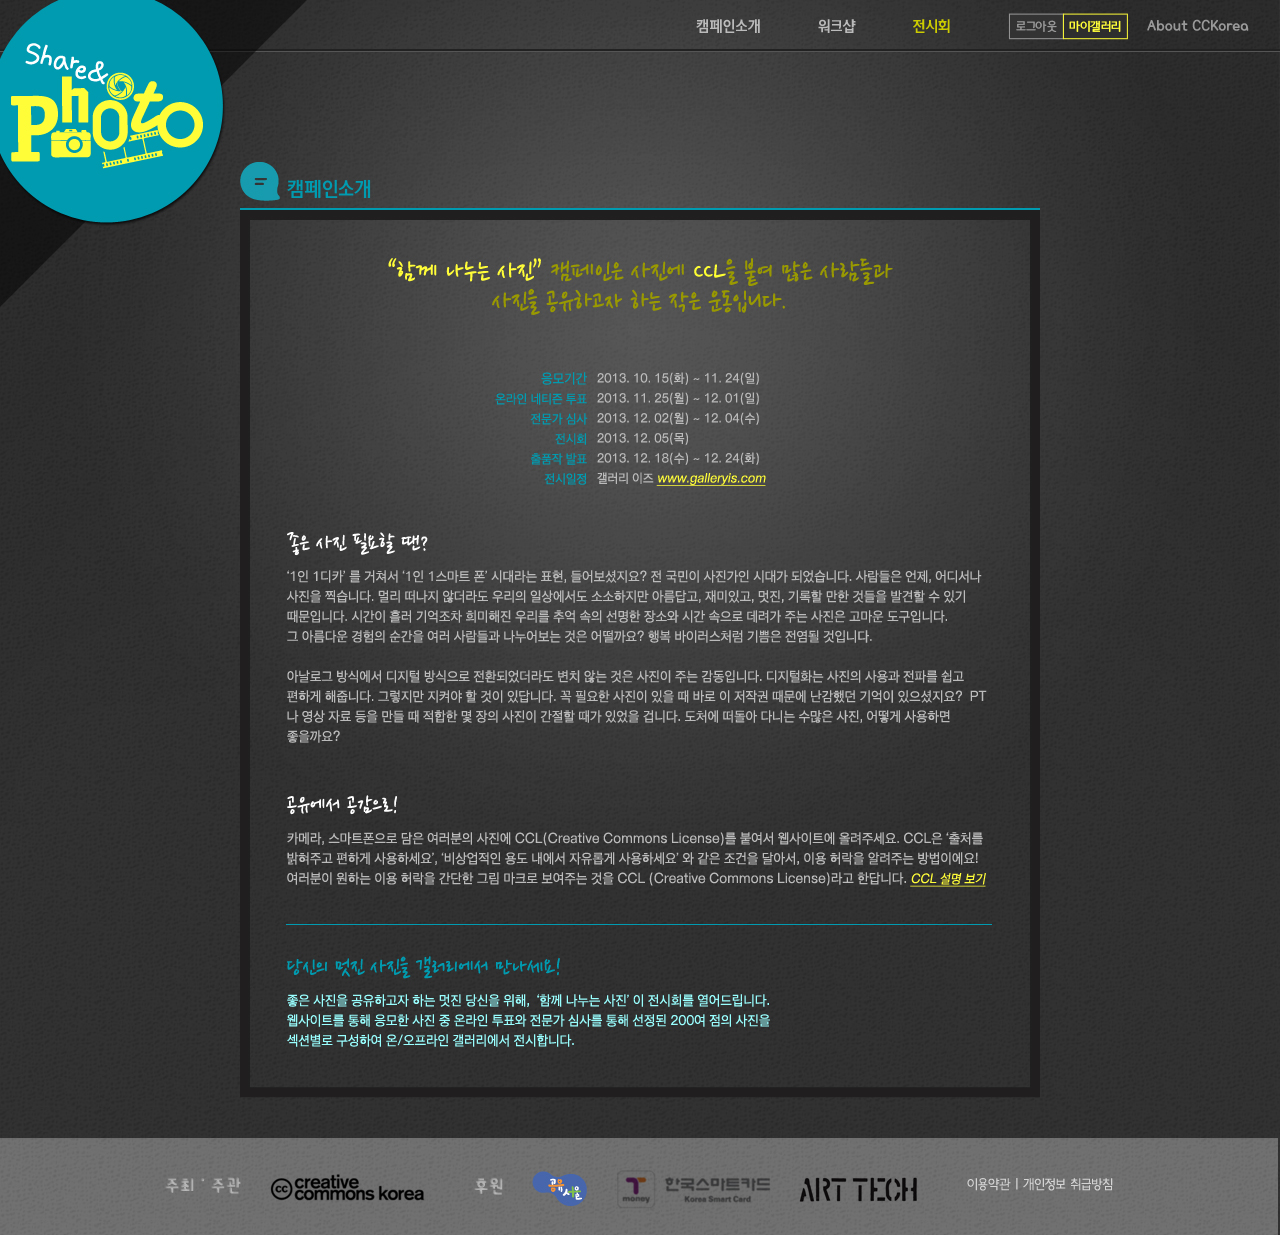 Share&
Photo
캠페인소개 워크샵 전시회 로그아웃 마이갤러리 About CCKorea
캠페인소개
“함께 나누는 사진” 캠페인은 사진에 CCL을 붙여 많은 사람들과
사진을 공유하고자 하는 작은 운동입니다.
응모기간 2013. 10. 15(화) ~ 11. 24(일)
온라인 네티즌 투표 2013. 11. 25(월) ~ 12. 01(일)
전문가 심사 2013. 12. 02(월) ~ 12. 04(수)
전시회 2013. 12. 05(목)
출품작 발표 2013. 12. 18(수) ~ 12. 24(화)
전시일정 갤러리 이즈 www.galleryis.com
좋은 사진 필요할 땐?
‘1인 1디카’ 를 거쳐서 ‘1인 1스마트 폰’ 시대라는 표현, 들어보셨지요? 전 국민이 사진가인 시대가 되었습니다. 사람들은 언제, 어디서나
사진을 찍습니다. 멀리 떠나지 않더라도 우리의 일상에서도 소소하지만 아름답고, 재미있고, 멋진, 기록할 만한 것들을 발견할 수 있기
때문입니다. 시간이 흘러 기억조차 희미해진 우리를 추억 속의 선명한 장소와 시간 속으로 데려가 주는 사진은 고마운 도구입니다.
그 아름다운 경험의 순간을 여러 사람들과 나누어보는 것은 어떨까요? 행복 바이러스처럼 기쁨은 전염될 것입니다.
아날로그 방식에서 디지털 방식으로 전환되었더라도 변치 않는 것은 사진이 주는 감동입니다. 디지털화는 사진의 사용과 전파를 쉽고
편하게 해줍니다. 그렇지만 지켜야 할 것이 있답니다. 꼭 필요한 사진이 있을 때 바로 이 저작권 때문에 난감했던 기억이 있으셨지요? PT
나 영상 자료 등을 만들 때 적합한 몇 장의 사진이 간절할 때가 있었을 겁니다. 도처에 떠돌아 다니는 수많은 사진, 어떻게 사용하면
좋을까요?
공유에서 공감으로!
카메라, 스마트폰으로 담은 여러분의 사진에 CCL(Creative Commons License)를 붙여서 웹사이트에 올려주세요. CCL은 ‘출처를
밝혀주고 편하게 사용하세요’, ‘비상업적인 용도 내에서 자유롭게 사용하세요’ 와 같은 조건을 달아서, 이용 허락을 알려주는 방법이에요!
여러분이 원하는 이용 허락을 간단한 그림 마크로 보여주는 것을 CCL (Creative Commons License)라고 한답니다. CCL 설명 보기
당신의 멋진 사진을 갤러리에서 만나세요!
좋은 사진을 공유하고자 하는 멋진 당신을 위해, ‘함께 나누는 사진’ 이 전시회를 열어드립니다.
웹사이트를 통해 응모한 사진 중 온라인 투표와 전문가 심사를 통해 선정된 200여 점의 사진을
섹션별로 구성하여 온/오프라인 갤러리에서 전시합니다.
주최 · 주관 cc creative commons korea 후원 공유 서울 T money 한국스마트카드 Korea Smart Card ART TECH 이용약관 | 개인정보 취급방침